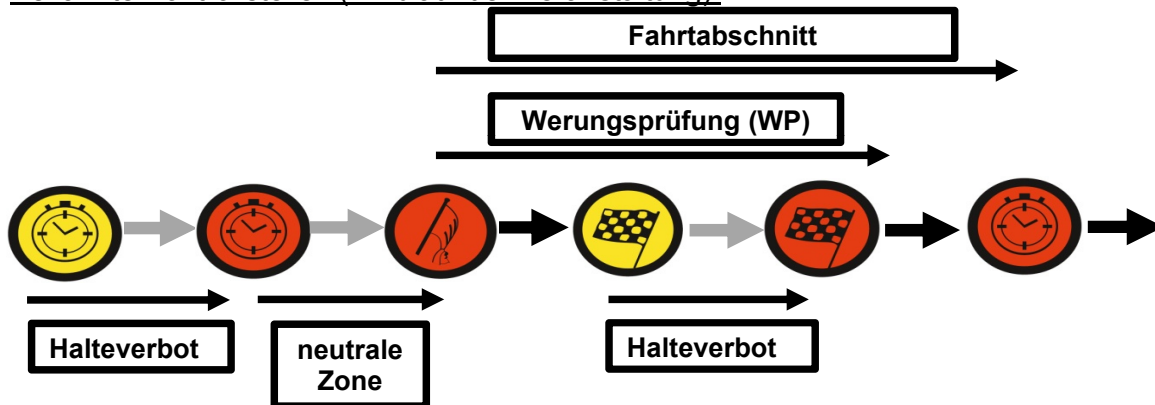 Fahrtabschnitt
Werungsprüfung (WP)
Halteverbot
neutrale
Zone
Halteverbot